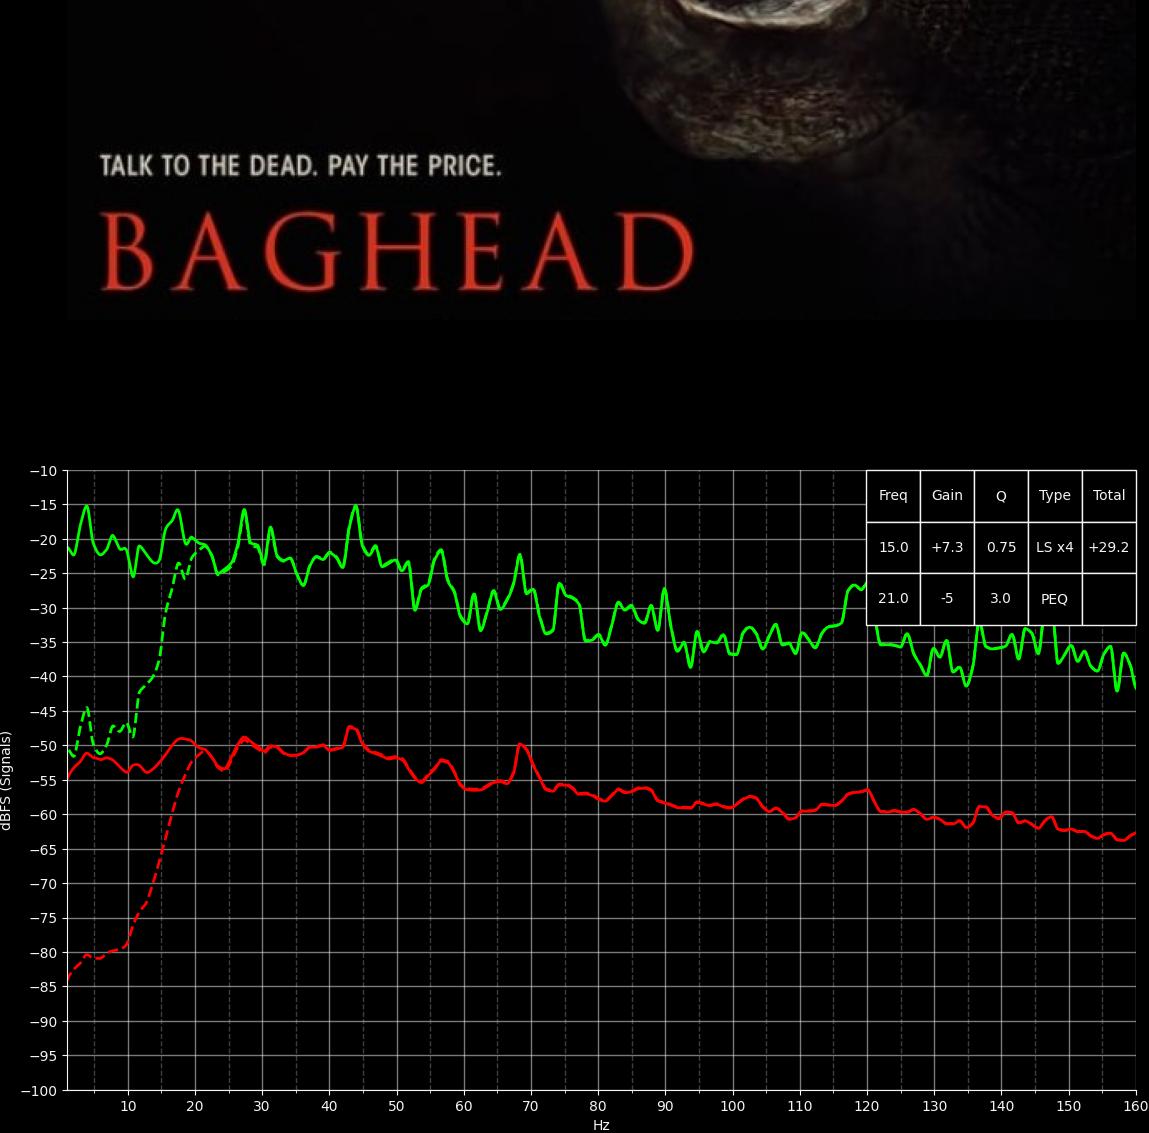 TALK TO THE DEAD. PAY THE PRICE.
BAGHEAD
−10
−15
−20
−25
−30
−35
−40
−45
−50
−55
−60
−65
−70
−75
−80
−85
−90
−95
−100
dBFS (Signals)
Freq Gain Q Type Total
15.0 +7.3 0.75 LS x4 +29.2
21.0 -5 3.0 PEQ
10 20 30 40 50 60 70 80 90 100 110 120 130 140 150 160
Hz